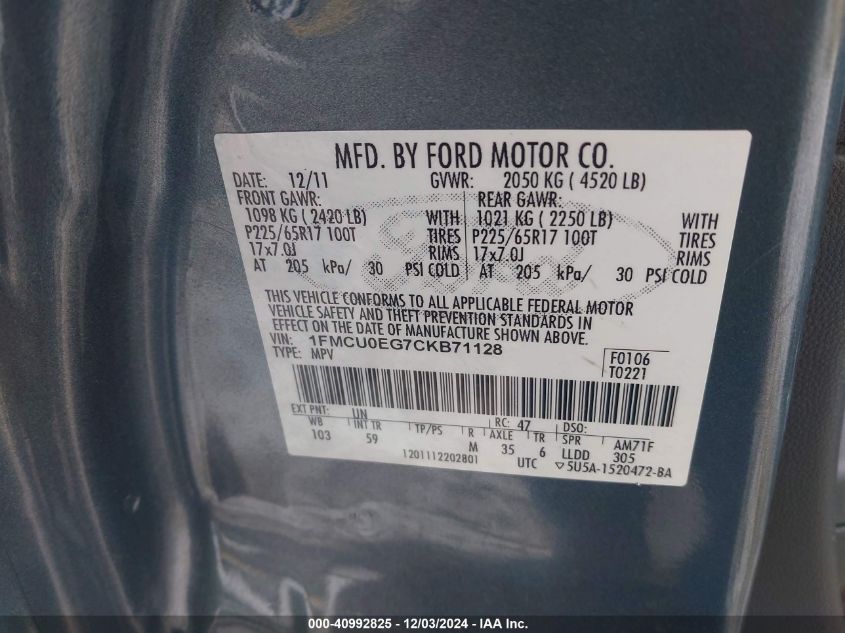 MFD. BY FORD MOTOR CO.
DATE: 12/11 GVWR: 2050 KG ( 4520 LB)
FRONT GAWR: REAR GAWR:
1098 KG ( 2420 LB) WITH 1021 KG ( 2250 LB) WITH
P225/65R17 100T TIRES P225/65R17 100T TIRES
17x7.0J RIMS 17x7.0J RIMS
AT 205 kPa/ 30 PSI COLD AT 205 kPa/ 30 PSI COLD
Ford
THIS VEHICLE CONFORMS TO ALL APPLICABLE FEDERAL MOTOR
VEHICLE SAFETY AND THEFT PREVENTION STANDARDS IN
EFFECT ON THE DATE OF MANUFACTURE SHOWN ABOVE.
VIN: 1FMCU0EG7CKB71128 F0106
TYPE: MPV T0221
EXT PNT: UN RC: 47 DSO:
WB INT TR TP/PS R AXLE TR SPR AM71F
103 59 M 35 6 LLDD 305
1201112202801 UTC ▽5U5A-1520472-BA
000-40992825 - 12/03/2024 - IAA Inc.